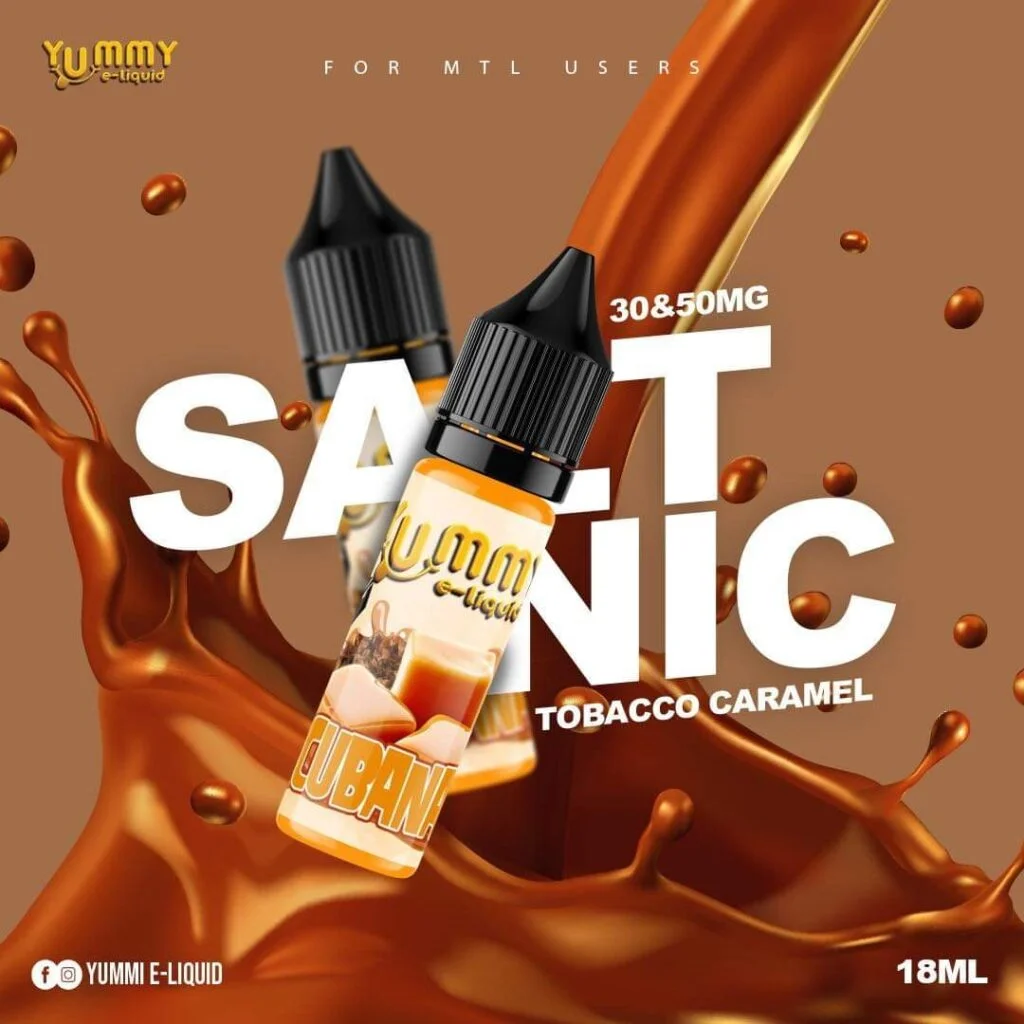 YUMMY
e-liquid
FOR MTL USERS
30&50MG
SALT
NIC
TOBACCO CARAMEL
YUMMY
e-Liquid
CUBANA
YUMMI E-LIQUID
18ML